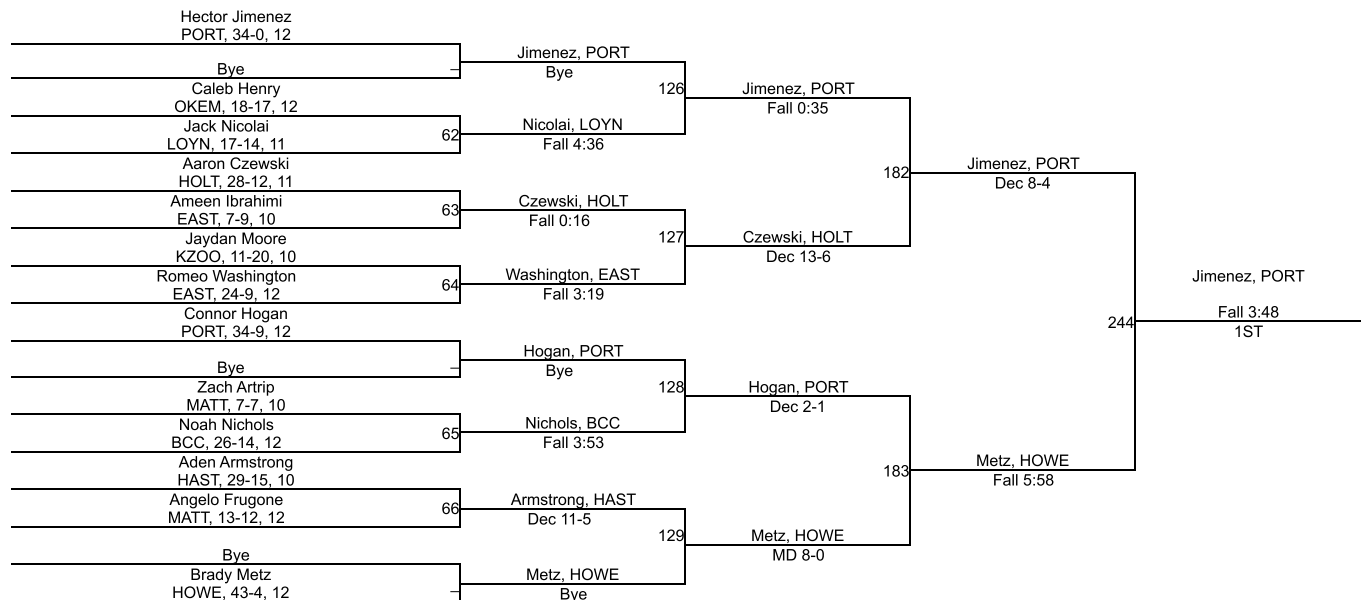 Hector Jimenez
PORT, 34-0, 12
Bye
Caleb Henry
OKEM, 18-17, 12
Jack Nicolai
LOYN, 17-14, 11
Aaron Czewski
HOLT, 28-12, 11
Ameen Ibrahimi
EAST, 7-9, 10
Jaydan Moore
KZOO, 11-20, 10
Romeo Washington
EAST, 24-9, 12
Connor Hogan
PORT, 34-9, 12
Bye
Zach Artrip
MATT, 7-7, 10
Noah Nichols
BCC, 26-14, 12
Aden Armstrong
HAST, 29-15, 10
Angelo Frugone
MATT, 13-12, 12
Bye
Brady Metz
HOWE, 43-4, 12
–
62
63
64
–
65
66
–
Jimenez, PORT
Bye
Nicolai, LOYN
Fall 4:36
Czewski, HOLT
Fall 0:16
Washington, EAST
Fall 3:19
Hogan, PORT
Bye
Nichols, BCC
Fall 3:53
Armstrong, HAST
Dec 11-5
Metz, HOWE
Bye
126
127
128
129
Jimenez, PORT
Fall 0:35
Czewski, HOLT
Dec 13-6
Hogan, PORT
Dec 2-1
Metz, HOWE
MD 8-0
182
183
Jimenez, PORT
Dec 8-4
Metz, HOWE
Fall 5:58
244
Jimenez, PORT
Fall 3:48
1ST